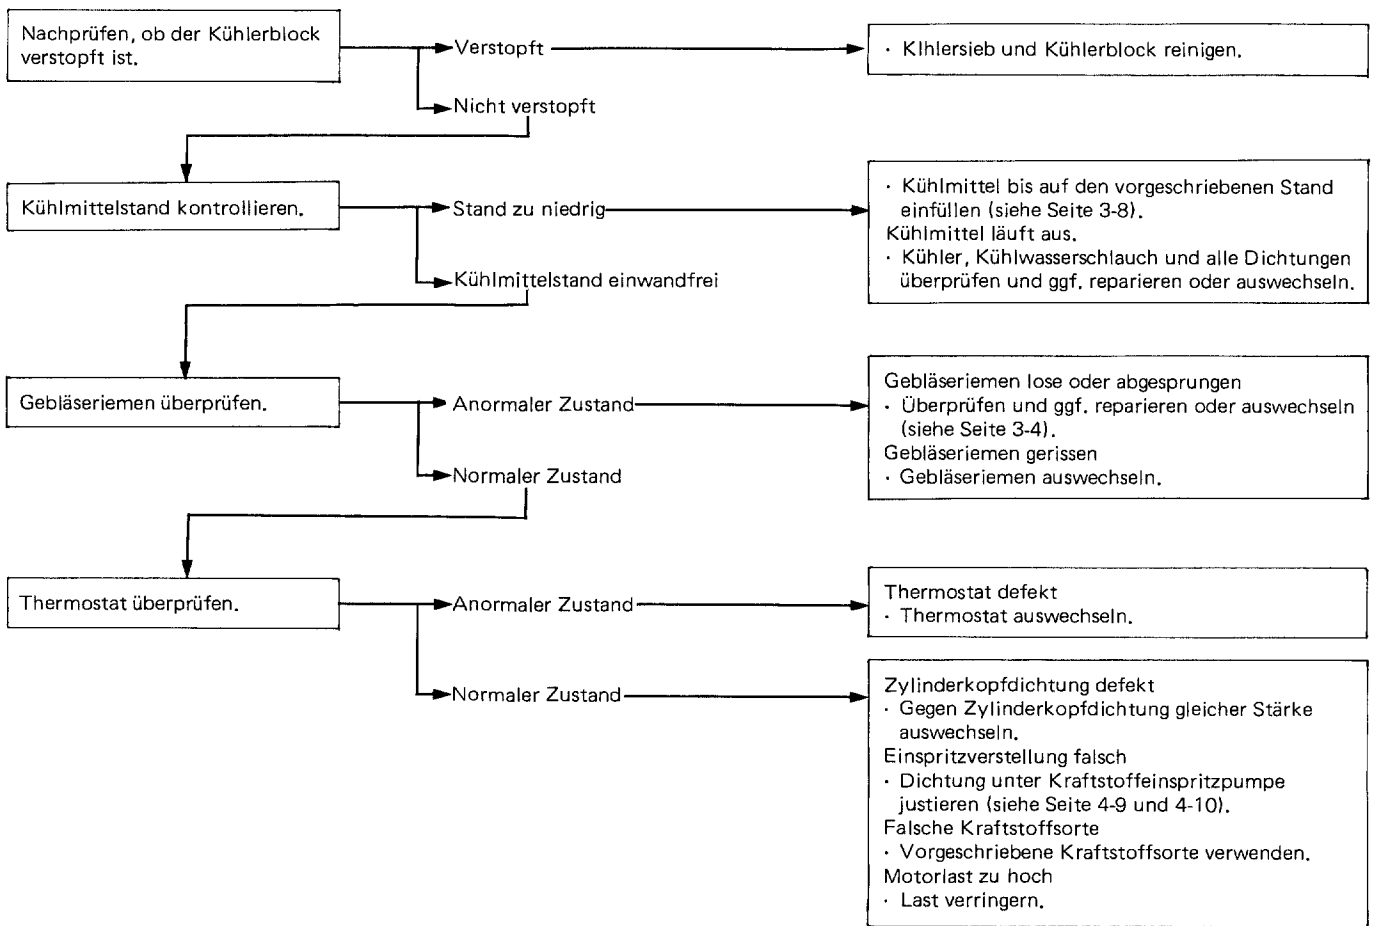 Nachprüfen, ob der Kühlerblock
verstopft ist.
Verstopft
· Klhlersieb und Kühlerblock reinigen.
Nicht verstopft
Kühlmittelstand kontrollieren.
Stand zu niedrig
· Kühlmittel bis auf den vorgeschriebenen Stand
einfüllen (siehe Seite 3-8).
Kühlmittel läuft aus.
· Kühler, Kühlwasserschlauch und alle Dichtungen
überprüfen und ggf. reparieren oder auswechseln.
Kühlmittelstand einwandfrei
Gebläseriemen überprüfen.
Anormaler Zustand
Gebläseriemen lose oder abgesprungen
· Überprüfen und ggf. reparieren oder auswechseln
(siehe Seite 3-4).
Gebläseriemen gerissen
· Gebläseriemen auswechseln.
Normaler Zustand
Thermostat überprüfen.
Anormaler Zustand
Thermostat defekt
· Thermostat auswechseln.
Normaler Zustand
Zylinderkopfdichtung defekt
· Gegen Zylinderkopfdichtung gleicher Stärke
auswechseln.
Einspritzverstellung falsch
· Dichtung unter Kraftstoffeinspritzpumpe
justieren (siehe Seite 4-9 und 4-10).
Falsche Kraftstoffsorte
· Vorgeschriebene Kraftstoffsorte verwenden.
Motorlast zu hoch
· Last verringern.